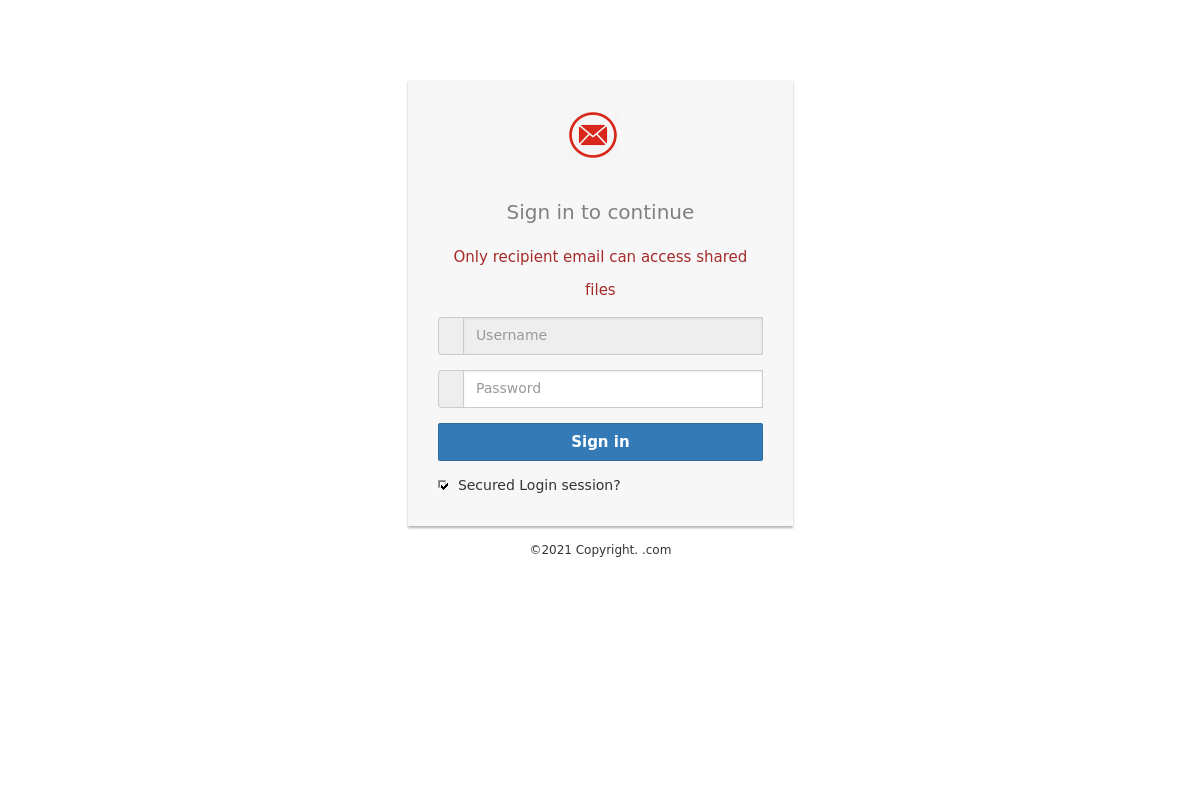 Sign in to continue
Only recipient email can access shared
files
Username
Password
Sign in
Secured Login session?
©2021 Copyright. .com